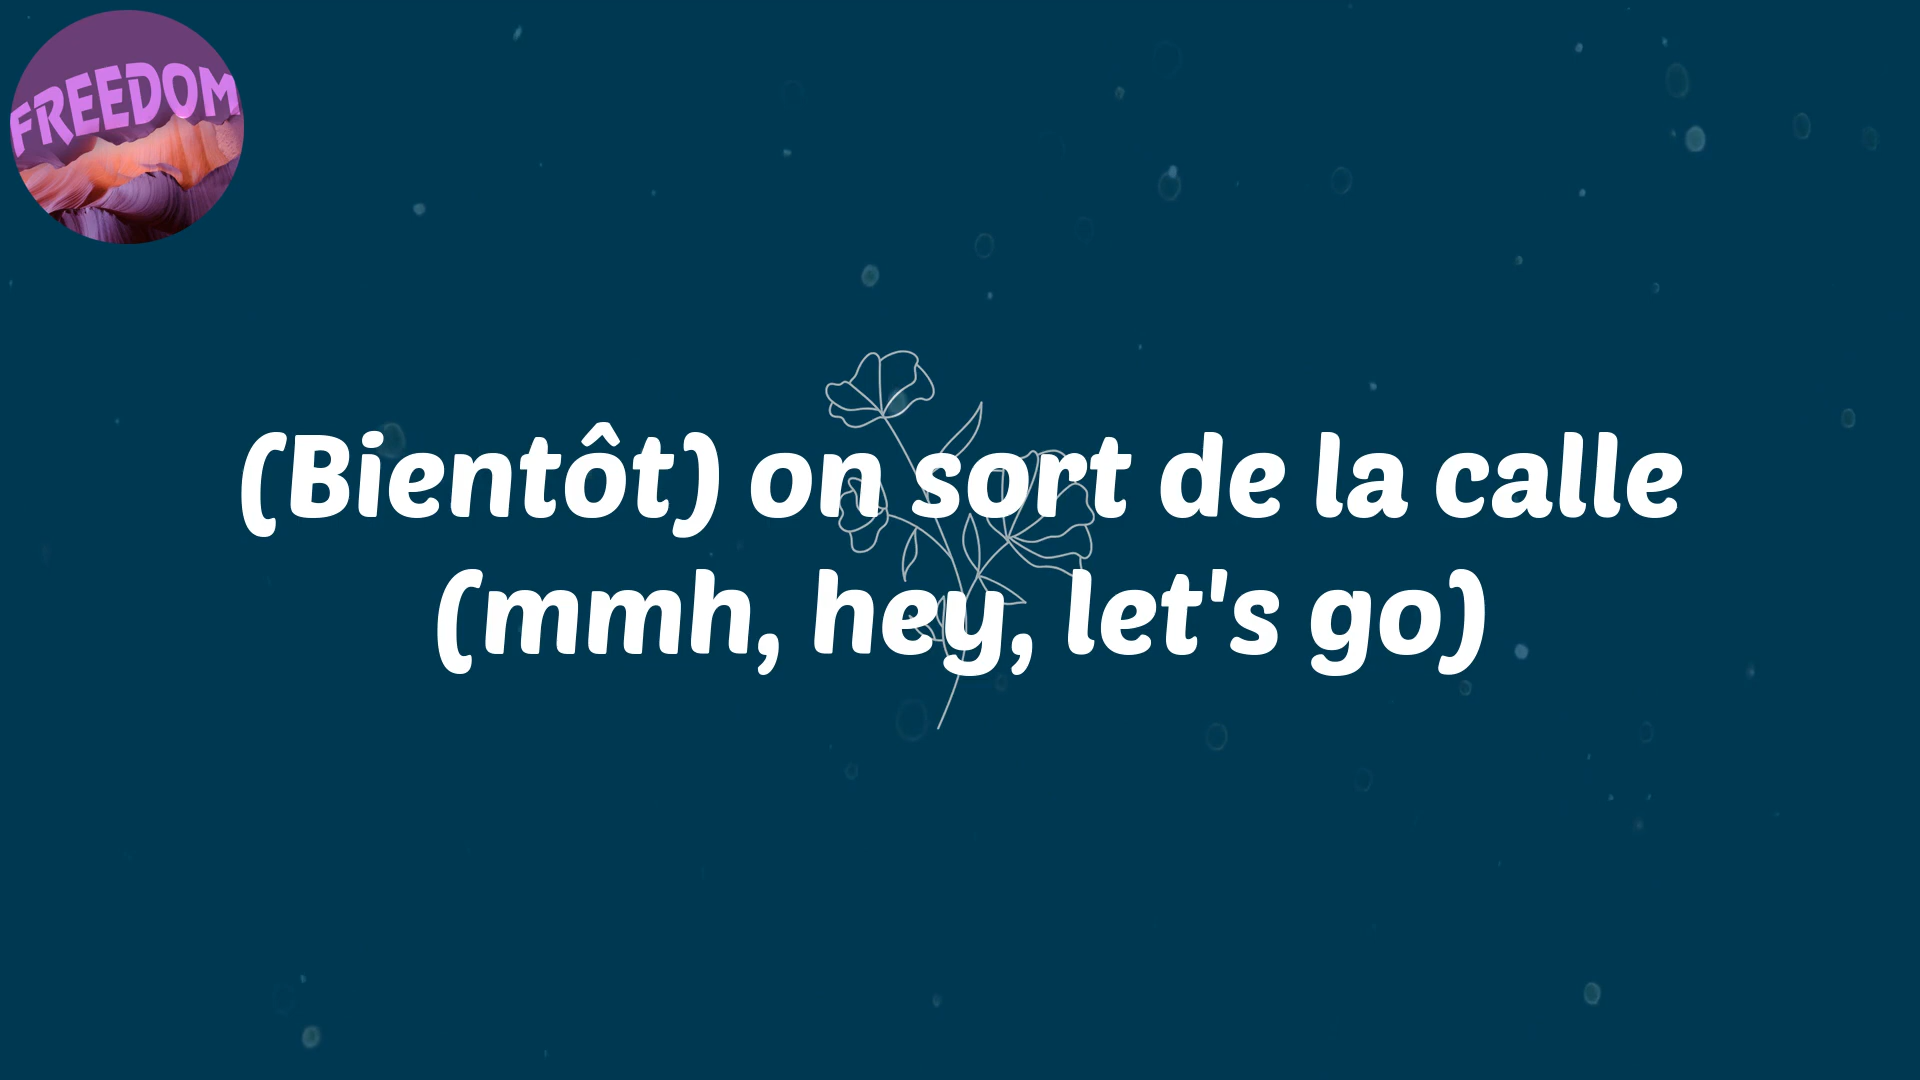 FREEDOM
(Bientôt) on sort de la calle
(mmh, hey, let's go)